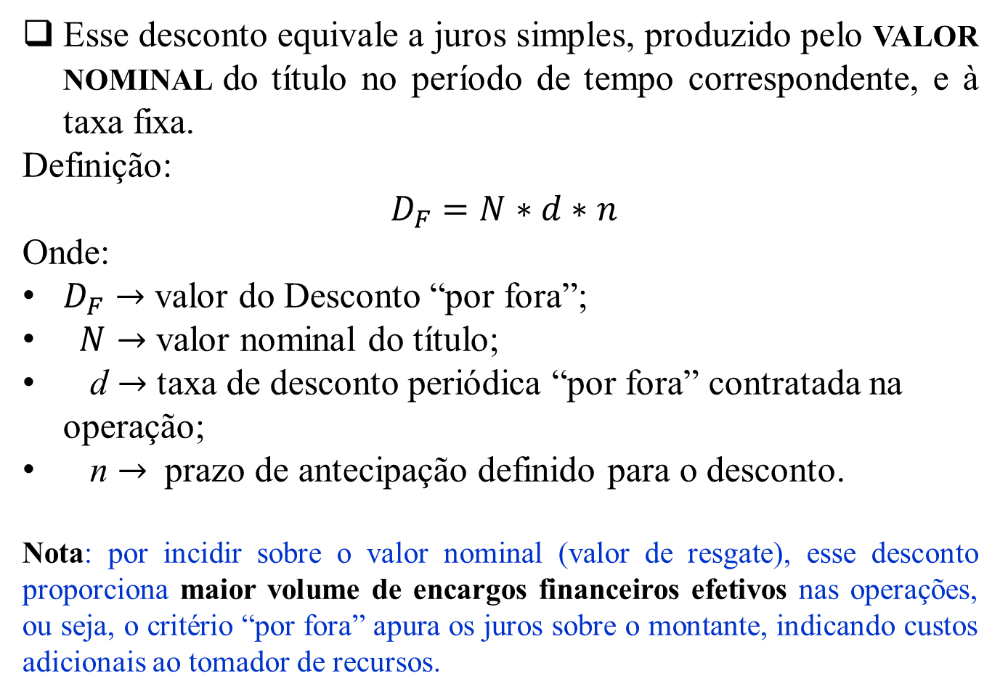 ❑ Esse desconto equivale a juros simples, produzido pelo VALOR
NOMINAL do título no período de tempo correspondente, e à
taxa fixa.
Definição:
D_F = N * d * n
Onde:
• D_F → valor do Desconto “por fora”;
• N → valor nominal do título;
• d → taxa de desconto periódica “por fora” contratada na
operação;
• n → prazo de antecipação definido para o desconto.
Nota: por incidir sobre o valor nominal (valor de resgate), esse desconto
proporciona maior volume de encargos financeiros efetivos nas operações,
ou seja, o critério “por fora” apura os juros sobre o montante, indicando custos
adicionais ao tomador de recursos.